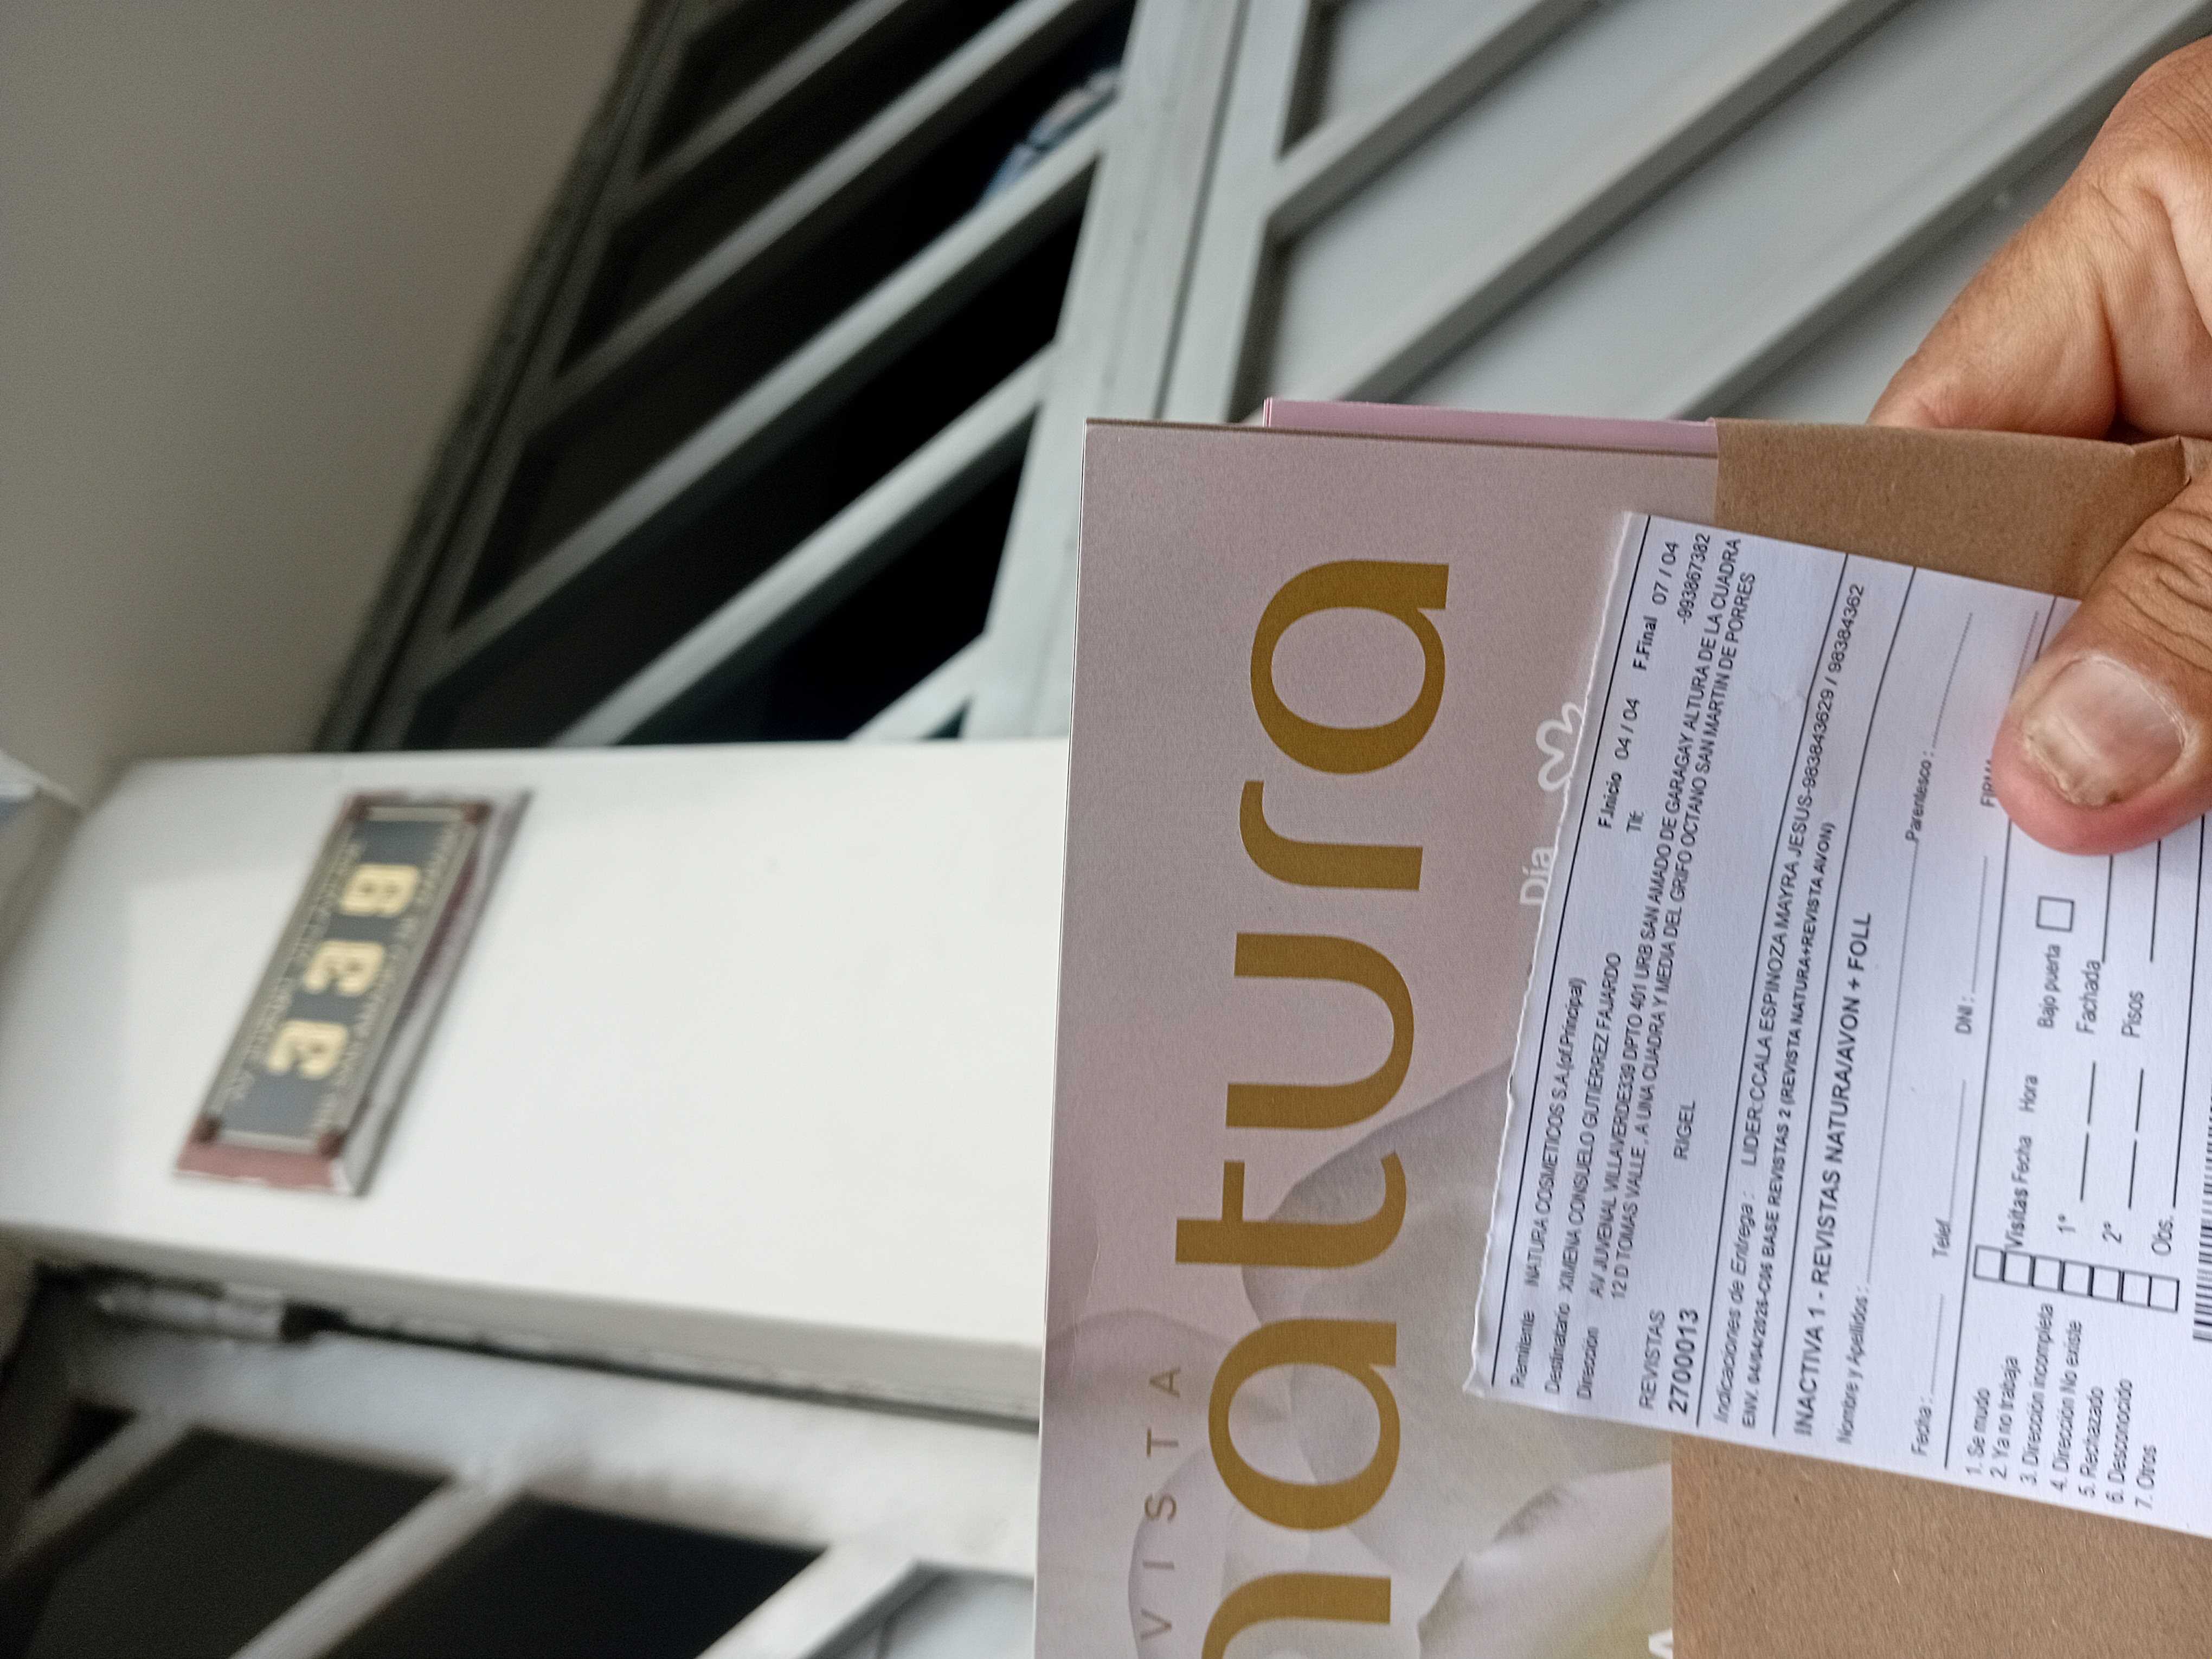 339
REVISTA
natura
Día
Remitente NATURA COSMETICOS S.A.(of.Principal)
Destinatario XIMENA CONSUELO GUTIERREZ FAJARDO F.Inicio 04 / 04 F.Final 07 / 04
Dirección AV JUVENAL VILLAVERDE339 DPTO 401 URB SAN AMADO DE GARAGAY ALTURA DE LA CUADRA
Tlf: -993867382
12 D TOMAS VALLE , A UNA CUADRA Y MEDIA DEL GRIFO OCTANO SAN MARTIN DE PORRES
REVISTAS RIGEL
27000013
Indicaciones de Entrega : LIDER:CCALA ESPINOZA MAYRA JESUS-983843629 / 98384362
ENV. 04/04/2026-C06 BASE REVISTAS 2 (REVISTA NATURA+REVISTA AVON)
INACTIVA 1 - REVISTAS NATURA/AVON + FOLL
Nombre y Apellidos :
Parentesco :
Fecha : Telef. DNI :
1. Se mudo
2. Ya no trabaja
3. Dirección incompleta
4. Dirección No existe
5. Rechazado
6. Desconocido
7. Otros
Visitas Fecha Hora Bajo puerta
1° Fachada
2° Pisos
Obs.